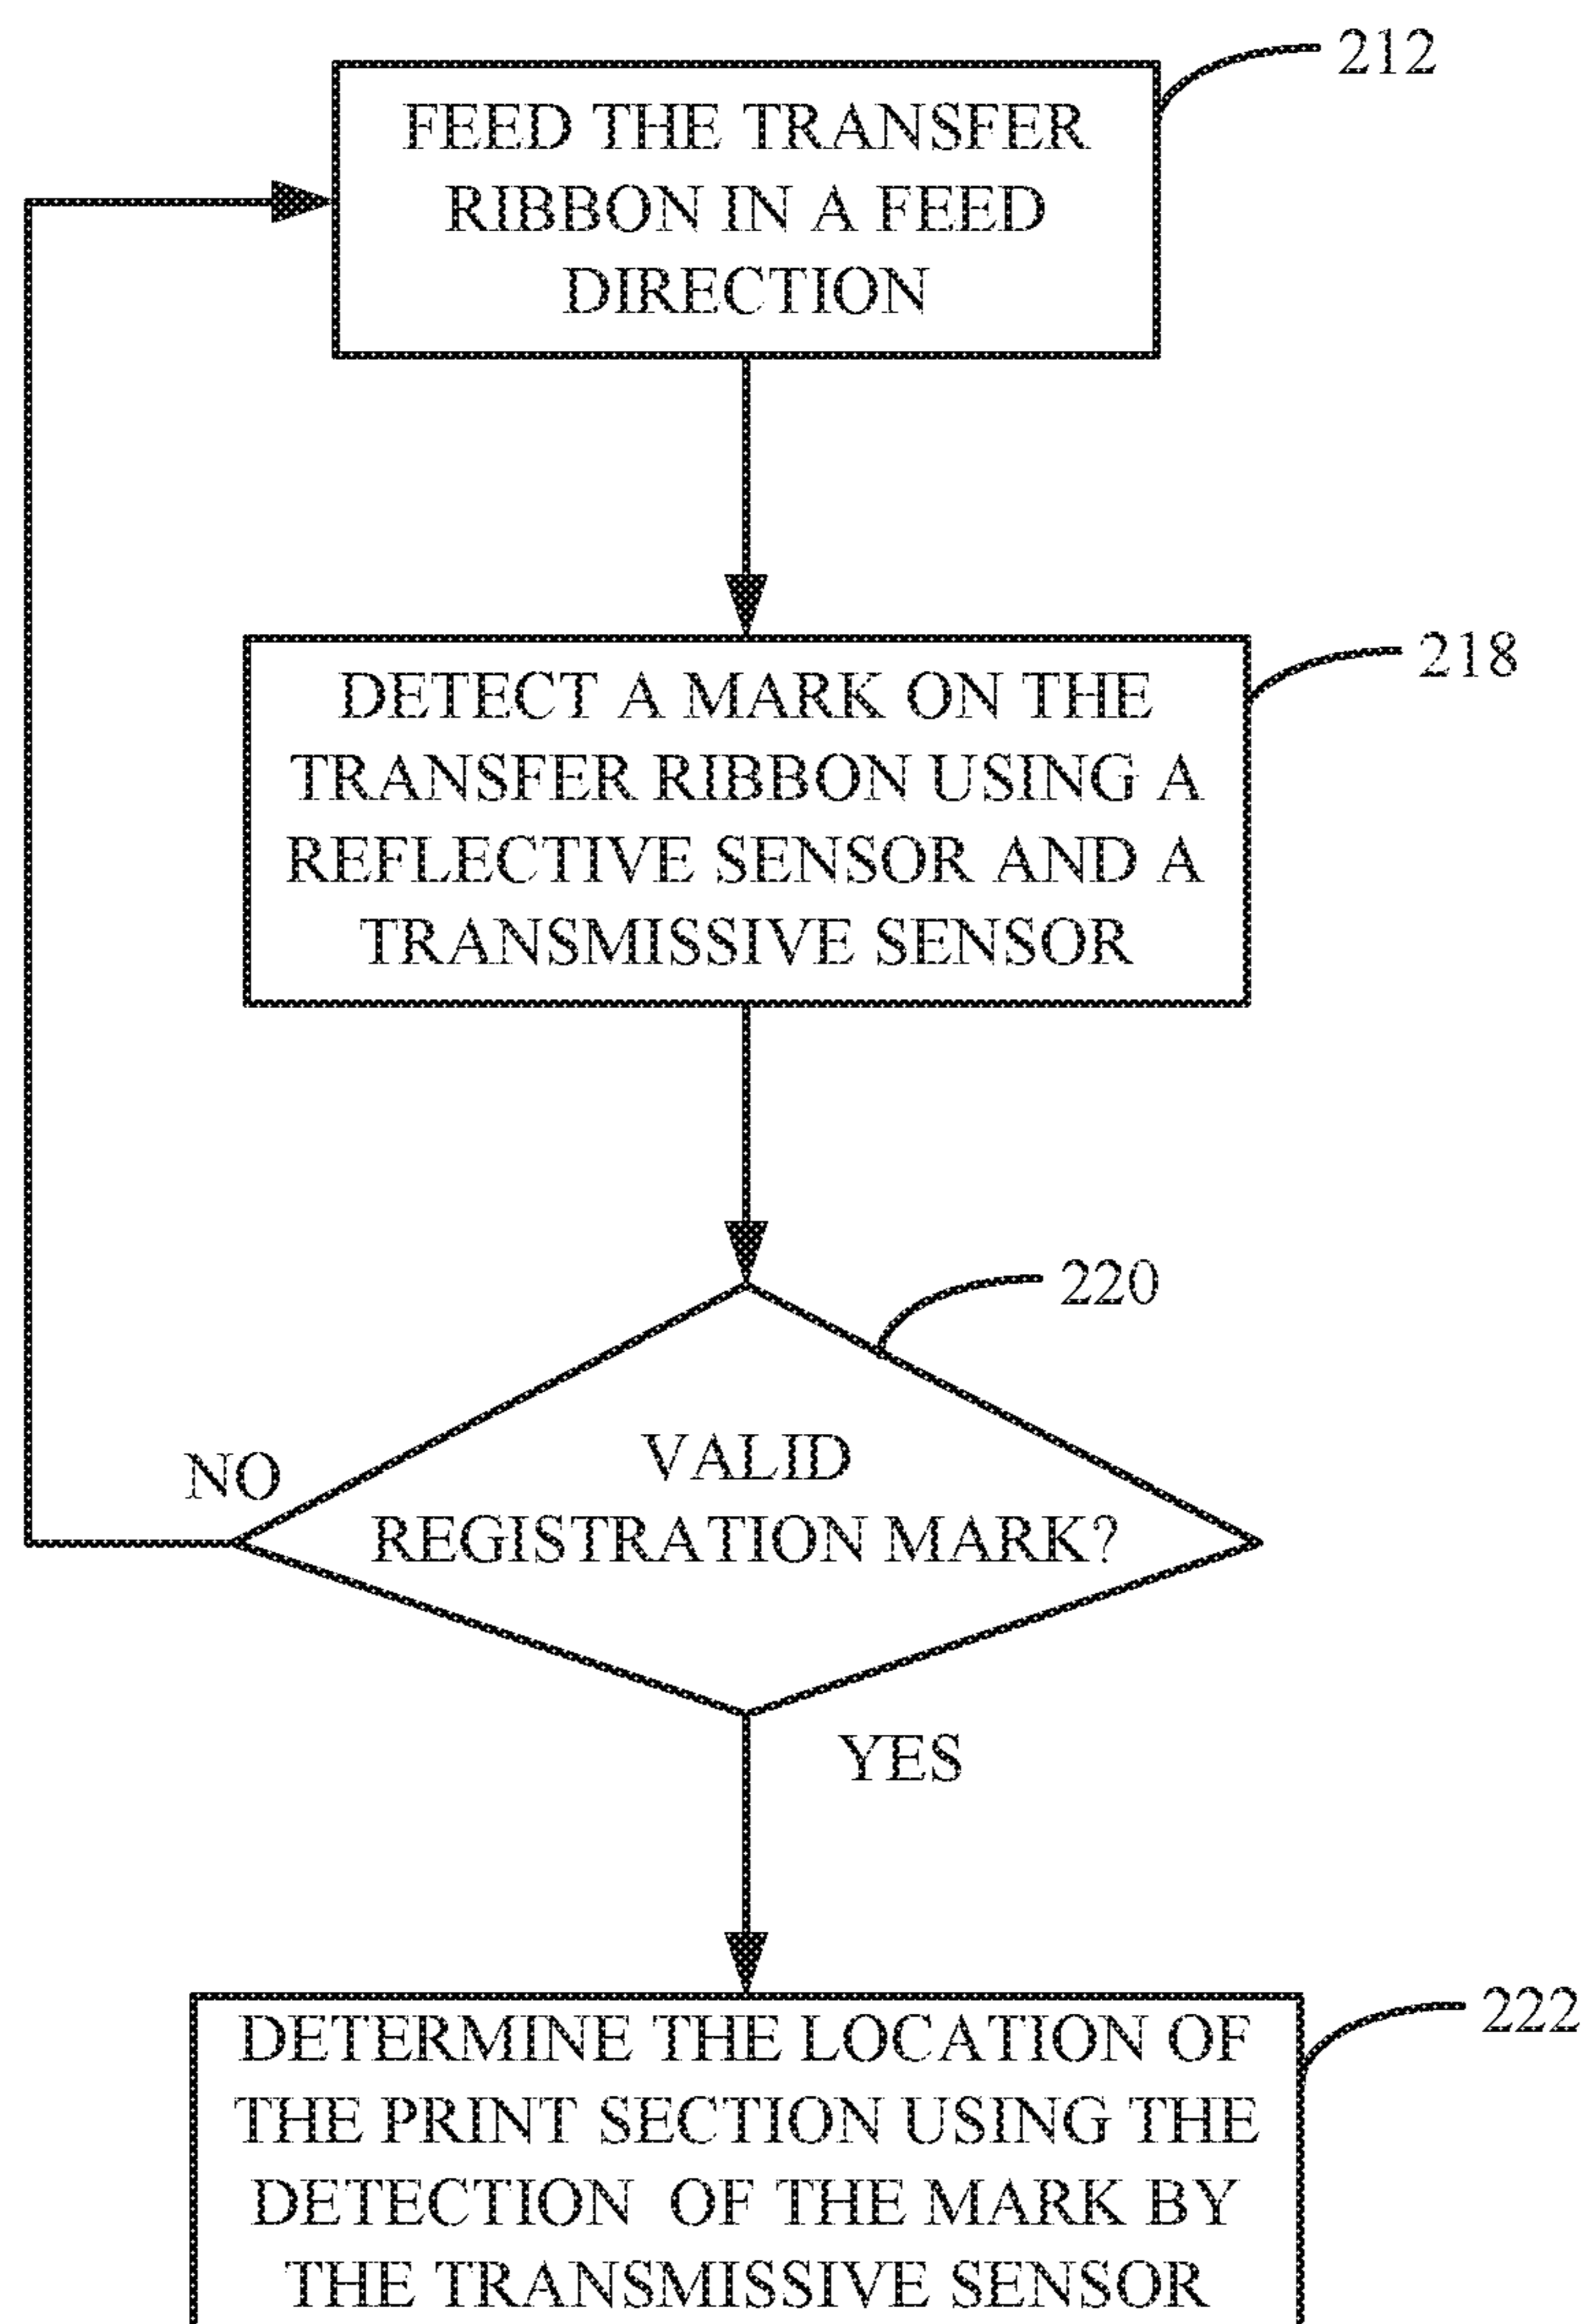 212
FEED THE TRANSFER
RIBBON IN A FEED
DIRECTION
218
DETECT A MARK ON THE
TRANSFER RIBBON USING A
REFLECTIVE SENSOR AND A
TRANSMISSIVE SENSOR
220
VALID
REGISTRATION MARK?
NO
YES
222
DETERMINE THE LOCATION OF
THE PRINT SECTION USING THE
DETECTION OF THE MARK BY
THE TRANSMISSIVE SENSOR